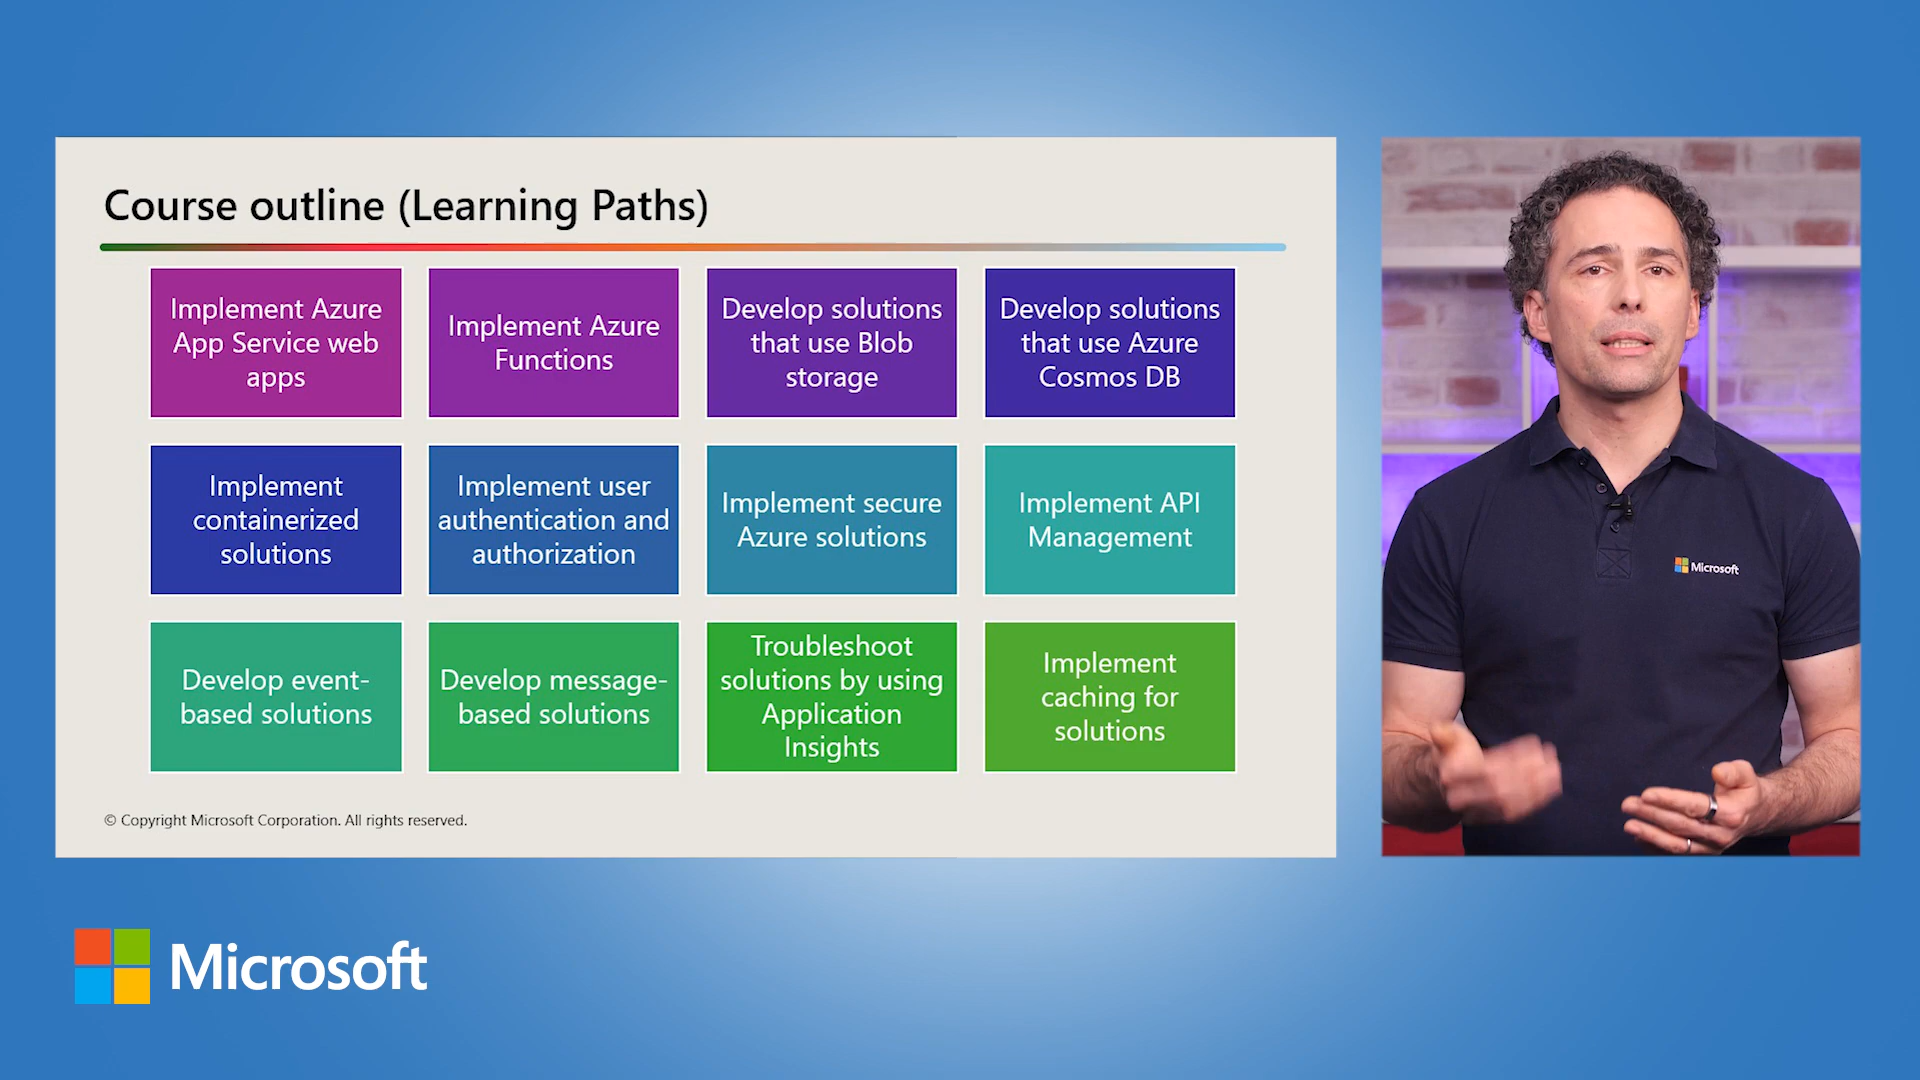 Course outline (Learning Paths)
Implement Azure
App Service web
apps
Implement Azure
Functions
Develop solutions
that use Blob
storage
Develop solutions
that use Azure
Cosmos DB
Implement
containerized
solutions
Implement user
authentication and
authorization
Implement secure
Azure solutions
Implement API
Management
Develop event-
based solutions
Develop message-
based solutions
Troubleshoot
solutions by using
Application
Insights
Implement
caching for
solutions
© Copyright Microsoft Corporation. All rights reserved.
Microsoft
Microsoft